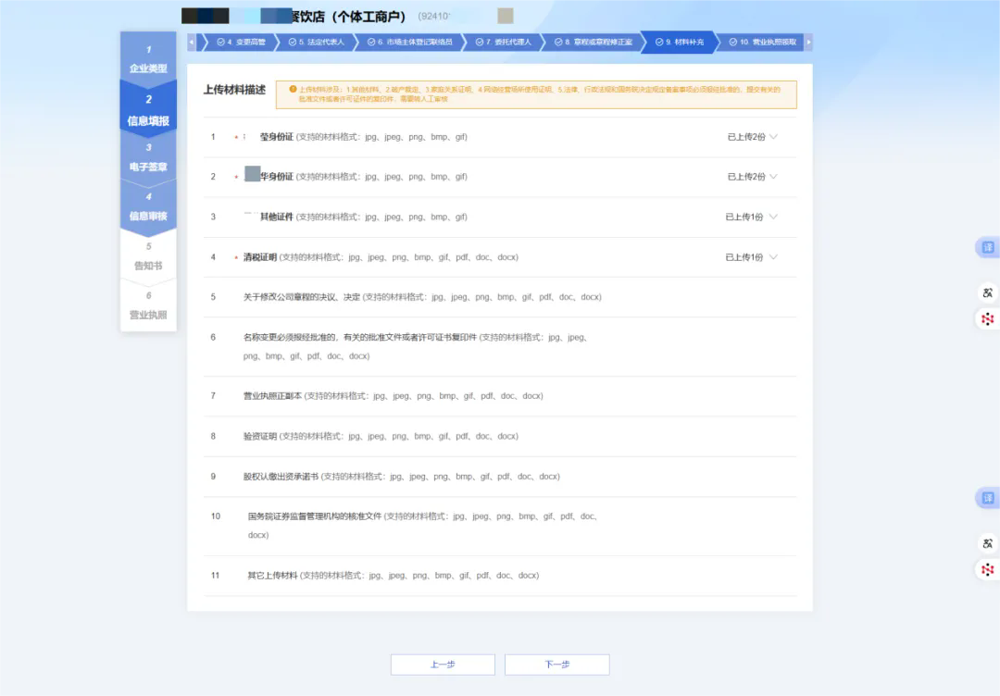 餐饮店（个体工商户） (92410
1 企业类型
2 信息填报
3 电子签章
4 信息审核
5 告知书
6 营业执照
4 变更高管 5. 法定代表人 6. 市场主体登记联络员 7. 委托代理人 8. 章程或章程修正案 9. 材料补充 10. 营业执照领取
上传材料描述
上传材料涉及：1.其他材料、2.破产裁定、3.家庭关系证明、4.网络经营场所使用证明、5.法律、行政法规和国务院决定规定备案事项必须报经批准的，提交有关的
批准文件或者许可证件的复印件，需要转人工审核
1 * 莹身份证 (支持的材料格式：jpg、jpeg、png、bmp、gif) 已上传2份
2 * 华身份证 (支持的材料格式：jpg、jpeg、png、bmp、gif) 已上传2份
3 其他证件 (支持的材料格式：jpg、jpeg、png、bmp、gif) 已上传1份
4 * 清税证明 (支持的材料格式：jpg、jpeg、png、bmp、gif、pdf、doc、docx) 已上传1份
5 关于修改公司章程的决议、决定 (支持的材料格式：jpg、jpeg、png、bmp、gif、pdf、doc、docx)
6 名称变更必须报经批准的，有关的批准文件或者许可证书复印件 (支持的材料格式：jpg、jpeg、
png、bmp、gif、pdf、doc、docx)
7 营业执照正副本 (支持的材料格式：jpg、jpeg、png、bmp、gif、pdf、doc、docx)
8 验资证明 (支持的材料格式：jpg、jpeg、png、bmp、gif、pdf、doc、docx)
9 股权认缴出资承诺书 (支持的材料格式：jpg、jpeg、png、bmp、gif、pdf、doc、docx)
10 国务院证券监督管理机构的核准文件 (支持的材料格式：jpg、jpeg、png、bmp、gif、pdf、doc、
docx)
11 其它上传材料 (支持的材料格式：jpg、jpeg、png、bmp、gif、pdf、doc、docx)
上一步 下一步
译
译